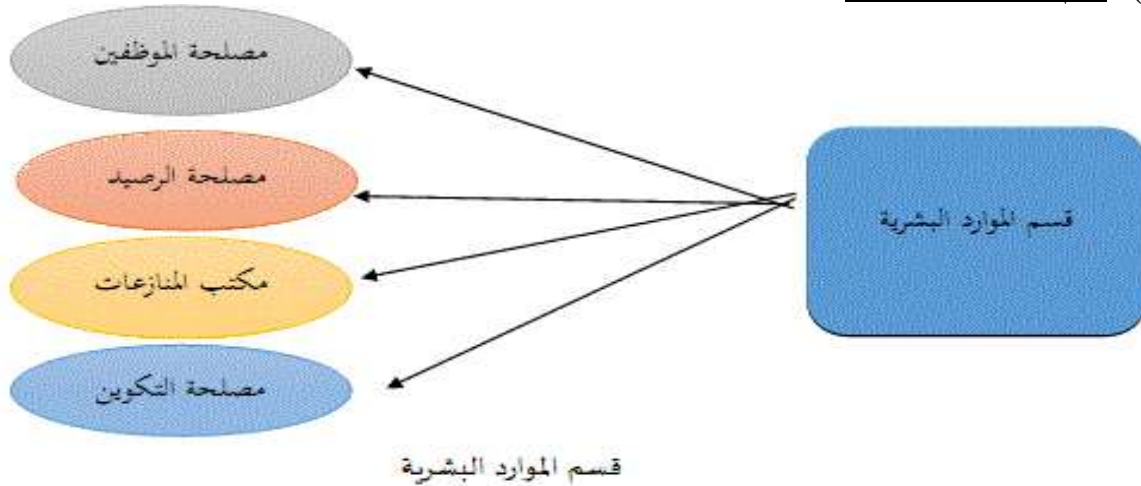 مصلحة الموظفين
مصلحة الرصيد
قسم الموارد البشرية
مكتب المنازعات
مصلحة التكوين
قسم الموارد البشرية